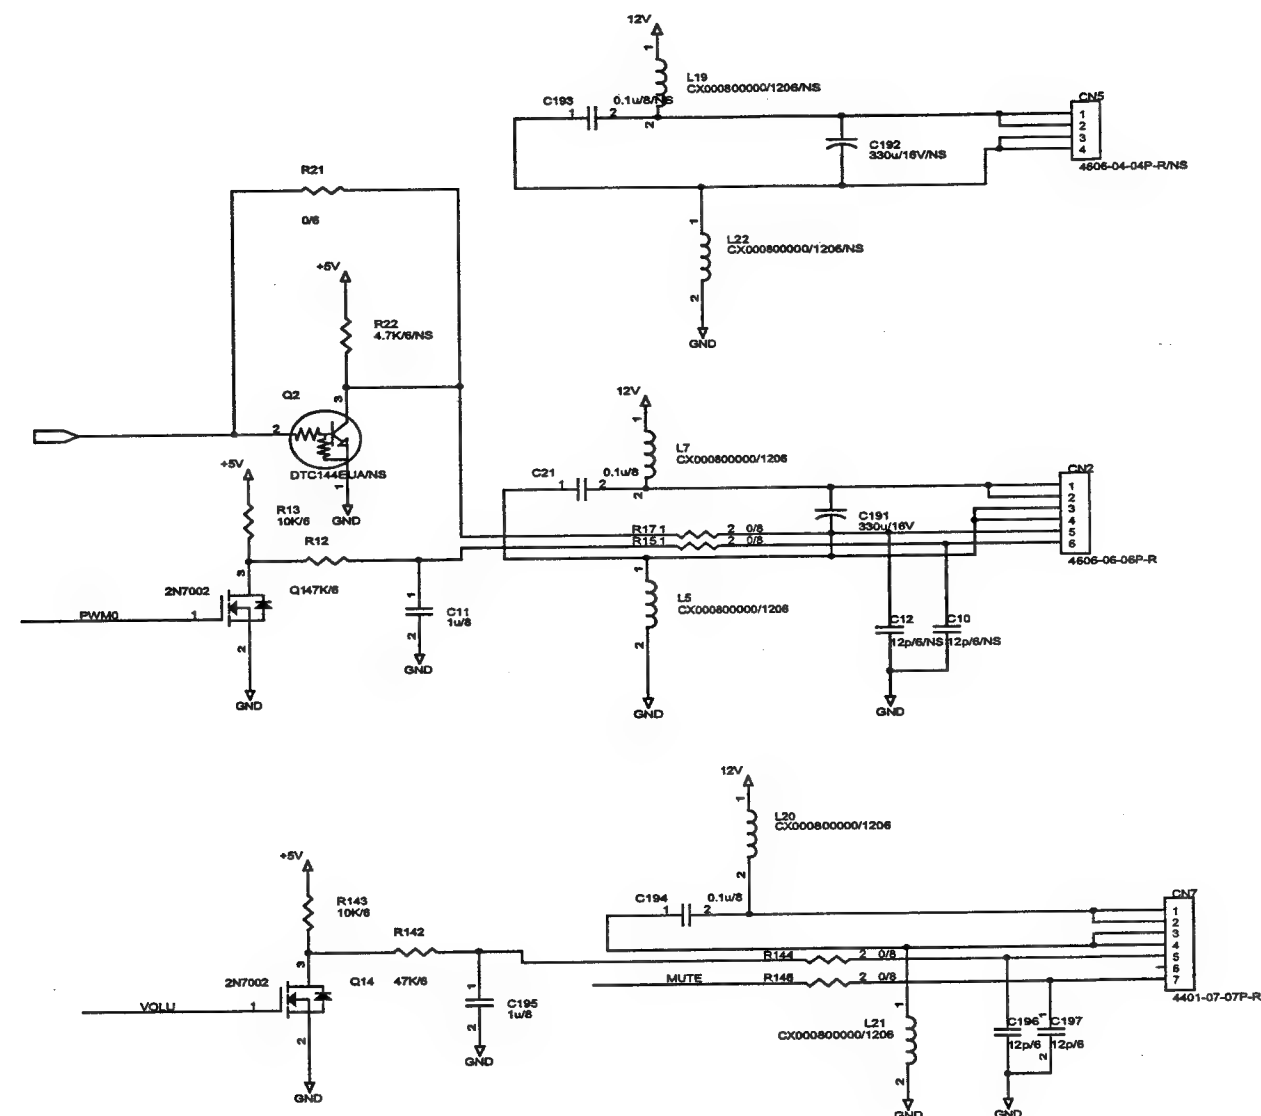 12V
1
L19
CX000800000/1206/NS
C193
0.1u/8/NS
1
2
2
CN5
1
2
3
4
C192
330u/16V/NS
4606-04-04P-R/NS
R21
0/6
1
L22
CX000800000/1206/NS
2
GND
+5V
R22
4.7K/6/NS
Q2
3
2
DTC144EUA/NS
1
GND
12V
1
L7
CX000800000/1206
C21
0.1u/8
1
2
2
CN2
1
2
3
4
5
6
4606-06-06P-R
C191
330u/16V
+5V
R13
10K/6
R12
R17 1
2
0/8
R15 1
2
0/8
3
2N7002
Q147K/6
PWM0
1
2
GND
1
C11
1u/8
2
GND
1
L5
CX000800000/1206
2
GND
C12
12p/6/NS
C10
12p/6/NS
GND
12V
1
L20
CX000800000/1206
2
C194
0.1u/8
1
2
CN7
1
2
3
4
5
6
7
4401-07-07P-R
+5V
R143
10K/6
R142
47K/6
3
2N7002
Q14
VOLU
1
2
GND
1
C195
1u/8
2
GND
R144
2
0/8
MUTE
R146
2
0/8
1
L21
CX000800000/1206
2
GND
C196
12p/6
1
C197
12p/6
2
GND